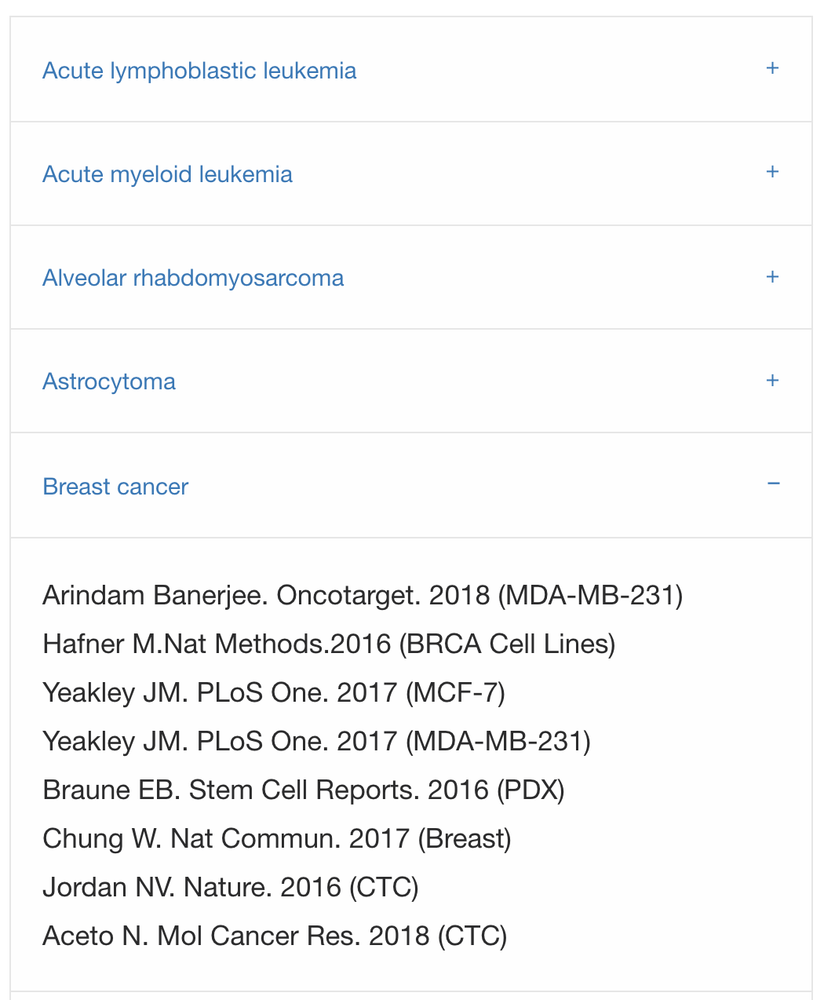 Acute lymphoblastic leukemia +
Acute myeloid leukemia +
Alveolar rhabdomyosarcoma +
Astrocytoma +
Breast cancer −
Arindam Banerjee. Oncotarget. 2018 (MDA-MB-231)
Hafner M.Nat Methods.2016 (BRCA Cell Lines)
Yeakley JM. PLoS One. 2017 (MCF-7)
Yeakley JM. PLoS One. 2017 (MDA-MB-231)
Braune EB. Stem Cell Reports. 2016 (PDX)
Chung W. Nat Commun. 2017 (Breast)
Jordan NV. Nature. 2016 (CTC)
Aceto N. Mol Cancer Res. 2018 (CTC)